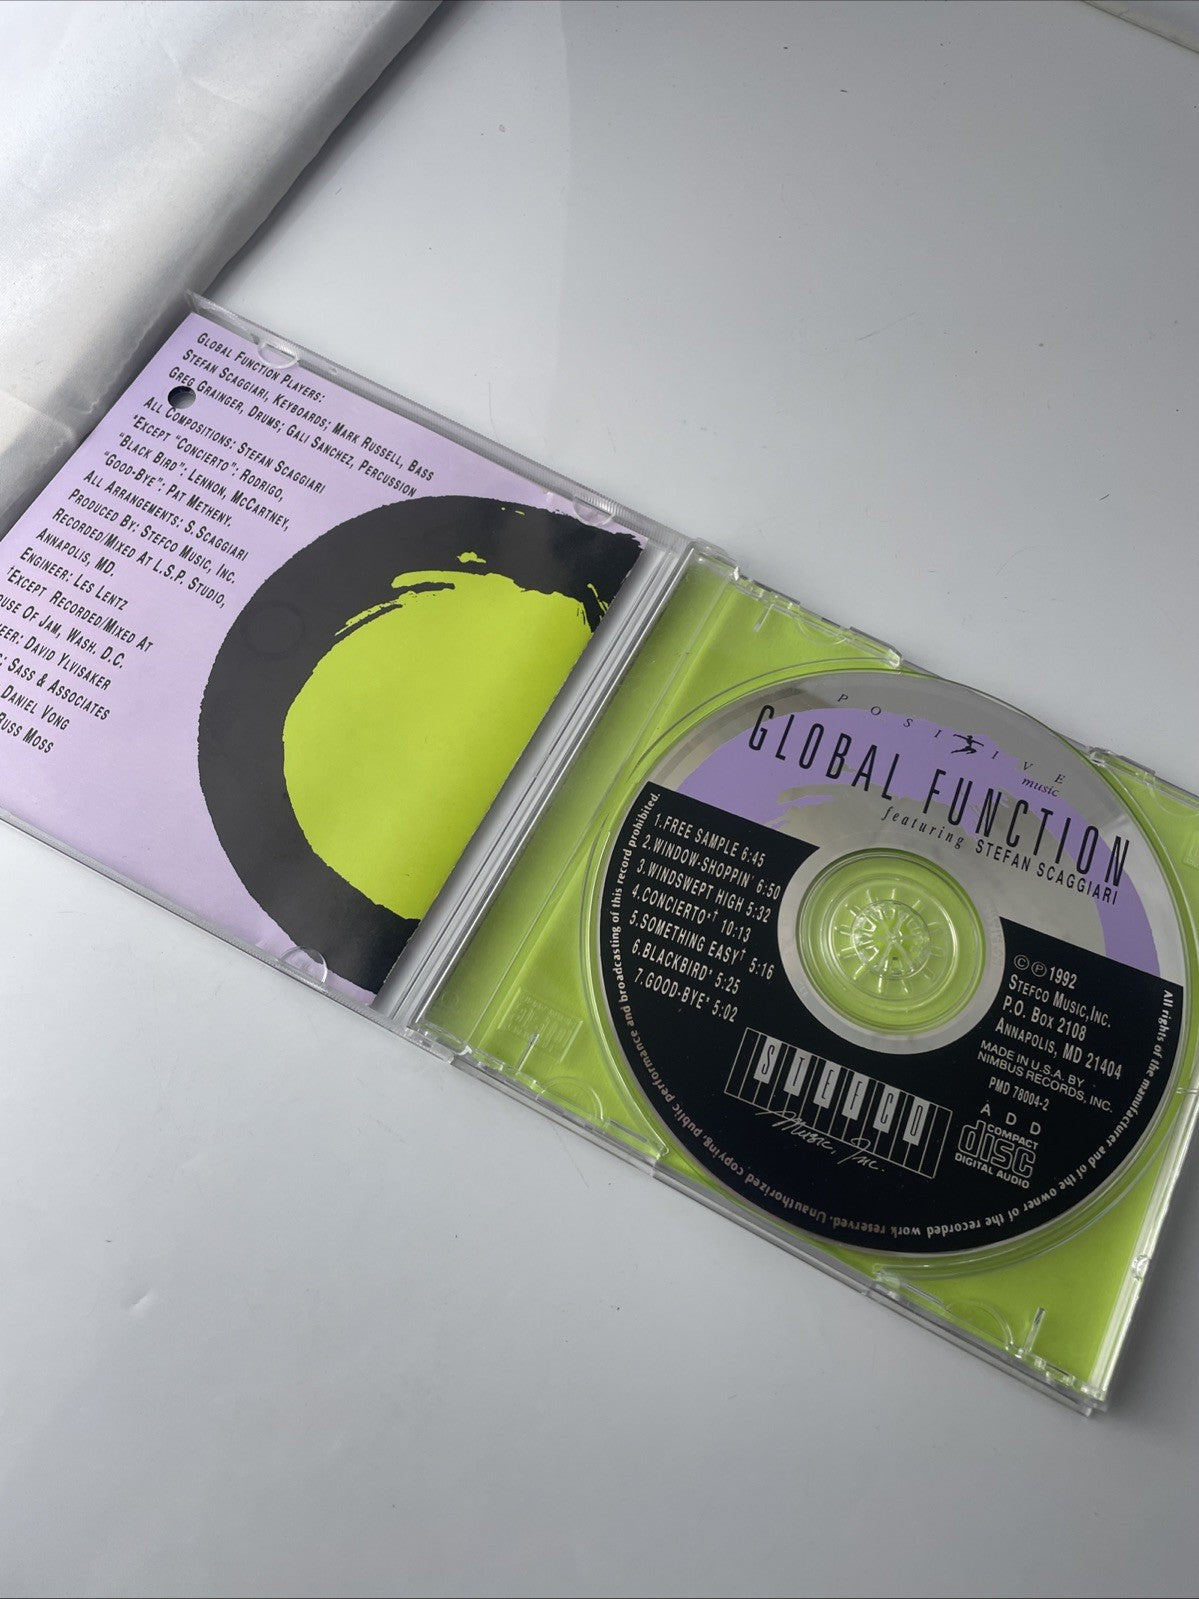 GLOBAL FUNCTION PLAYERS:
STEFAN SCAGGIARI, KEYBOARDS; MARK RUSSELL, BASS
GREG GRAINGER, DRUMS; GALI SANCHEZ, PERCUSSION
ALL COMPOSITIONS: STEFAN SCAGGIARI
*EXCEPT "CONCIERTO": RODRIGO,
"BLACK BIRD": LENNON, MCCARTNEY,
"GOOD-BYE": PAT METHENY.
ALL ARRANGEMENTS: S.SCAGGIARI
PRODUCED BY: STEFCO MUSIC, INC.
RECORDED/MIXED AT L.S.P. STUDIO,
ANNAPOLIS, MD.
ENGINEER: LES LENTZ
†EXCEPT RECORDED/MIXED AT
USE OF JAM, WASH. D.C.
EER: DAVID YLVISAKER
: SASS & ASSOCIATES
DANIEL VONG
RUSS MOSS
POSITIVE
music
GLOBAL FUNCTION
featuring STEFAN SCAGGIARI
1.FREE SAMPLE 6:45
2.WINDOW-SHOPPIN' 6:50
3.WINDSWEPT HIGH 5:32
4.CONCIERTO*† 10:13
5.SOMETHING EASY† 5:16
6.BLACKBIRD* 5:25
7.GOOD-BYE* 5:02
© ℗ 1992
STEFCO MUSIC, INC.
P.O. BOX 2108
ANNAPOLIS, MD 21404
MADE IN U.S.A. BY
NIMBUS RECORDS, INC.
PMD 78004-2
A D D
COMPACT
disc
DIGITAL AUDIO
STEFCO
Music, Inc.
All rights of the manufacturer and of the owner of the recorded work reserved. Unauthorized copying, public performance and broadcasting of this record prohibited.